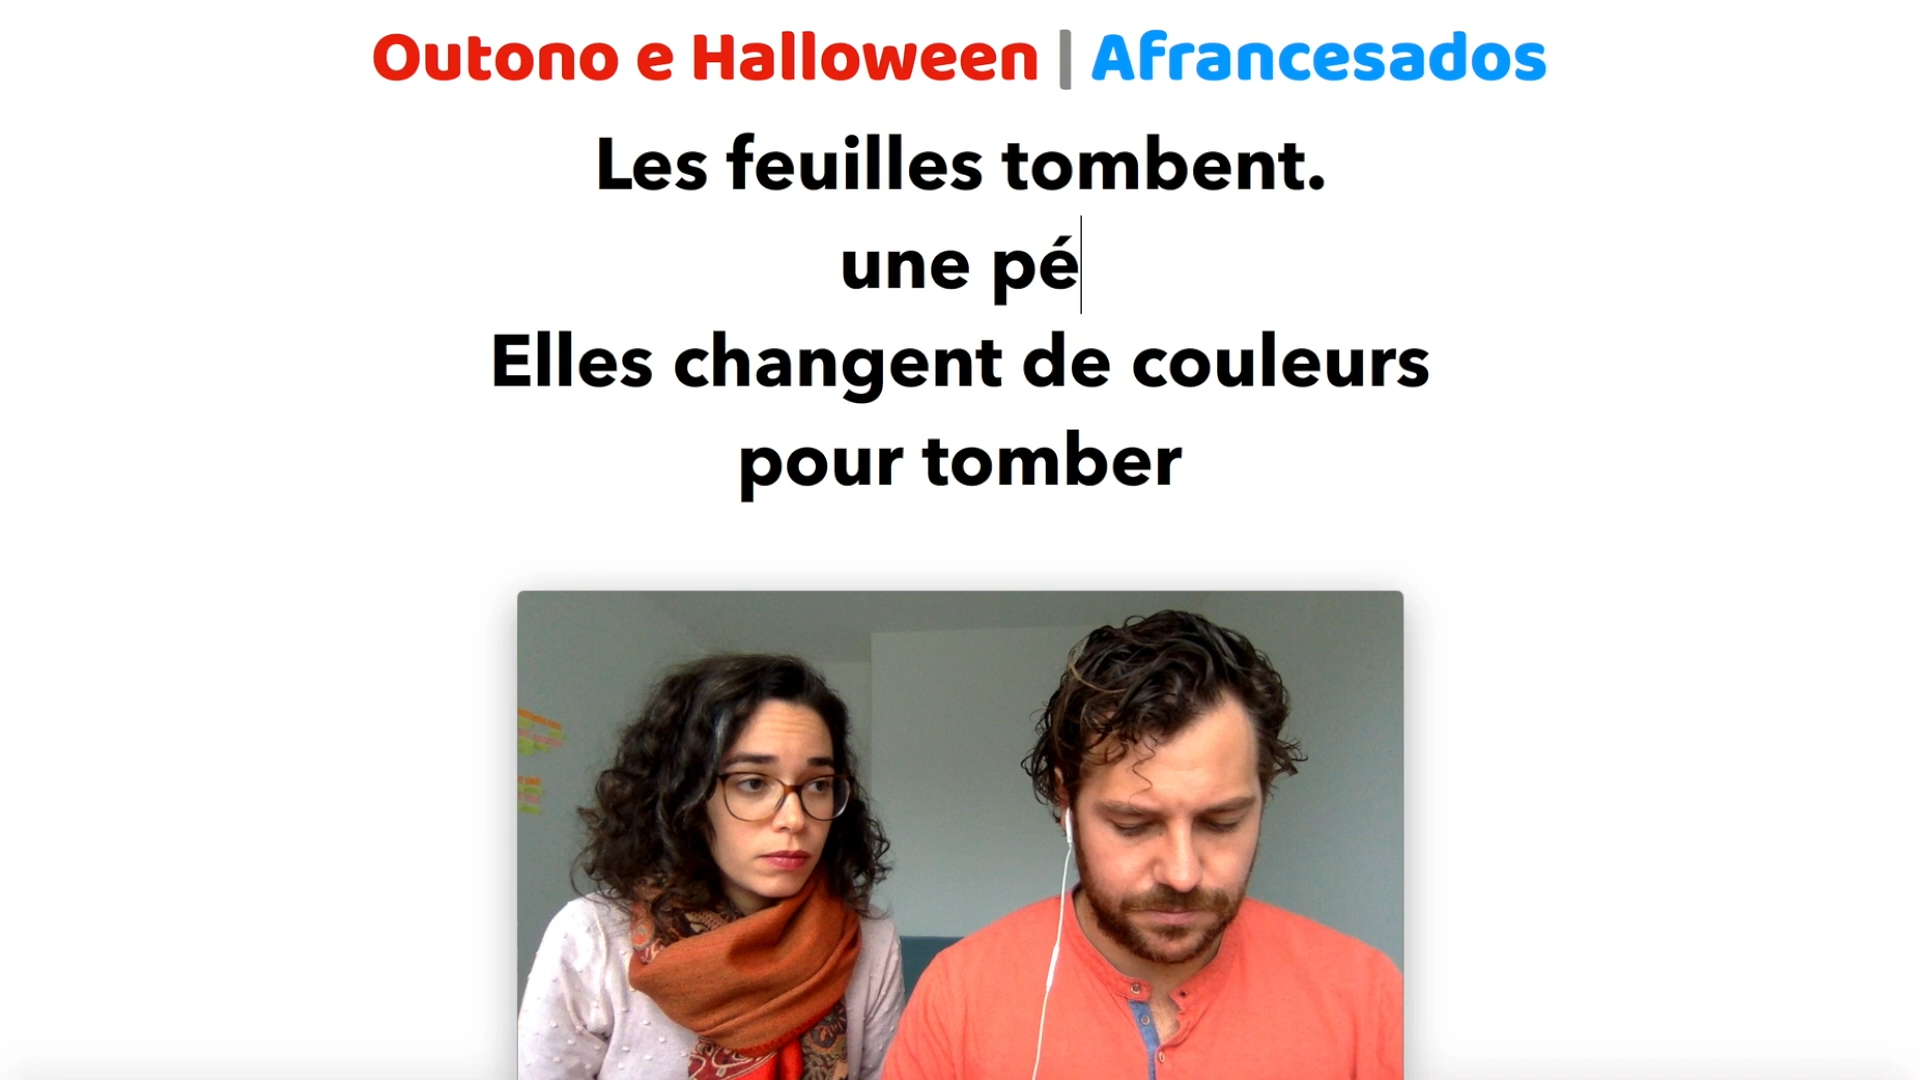 Outono e Halloween | Afrancesados
Les feuilles tombent.
une pé
Elles changent de couleurs
pour tomber